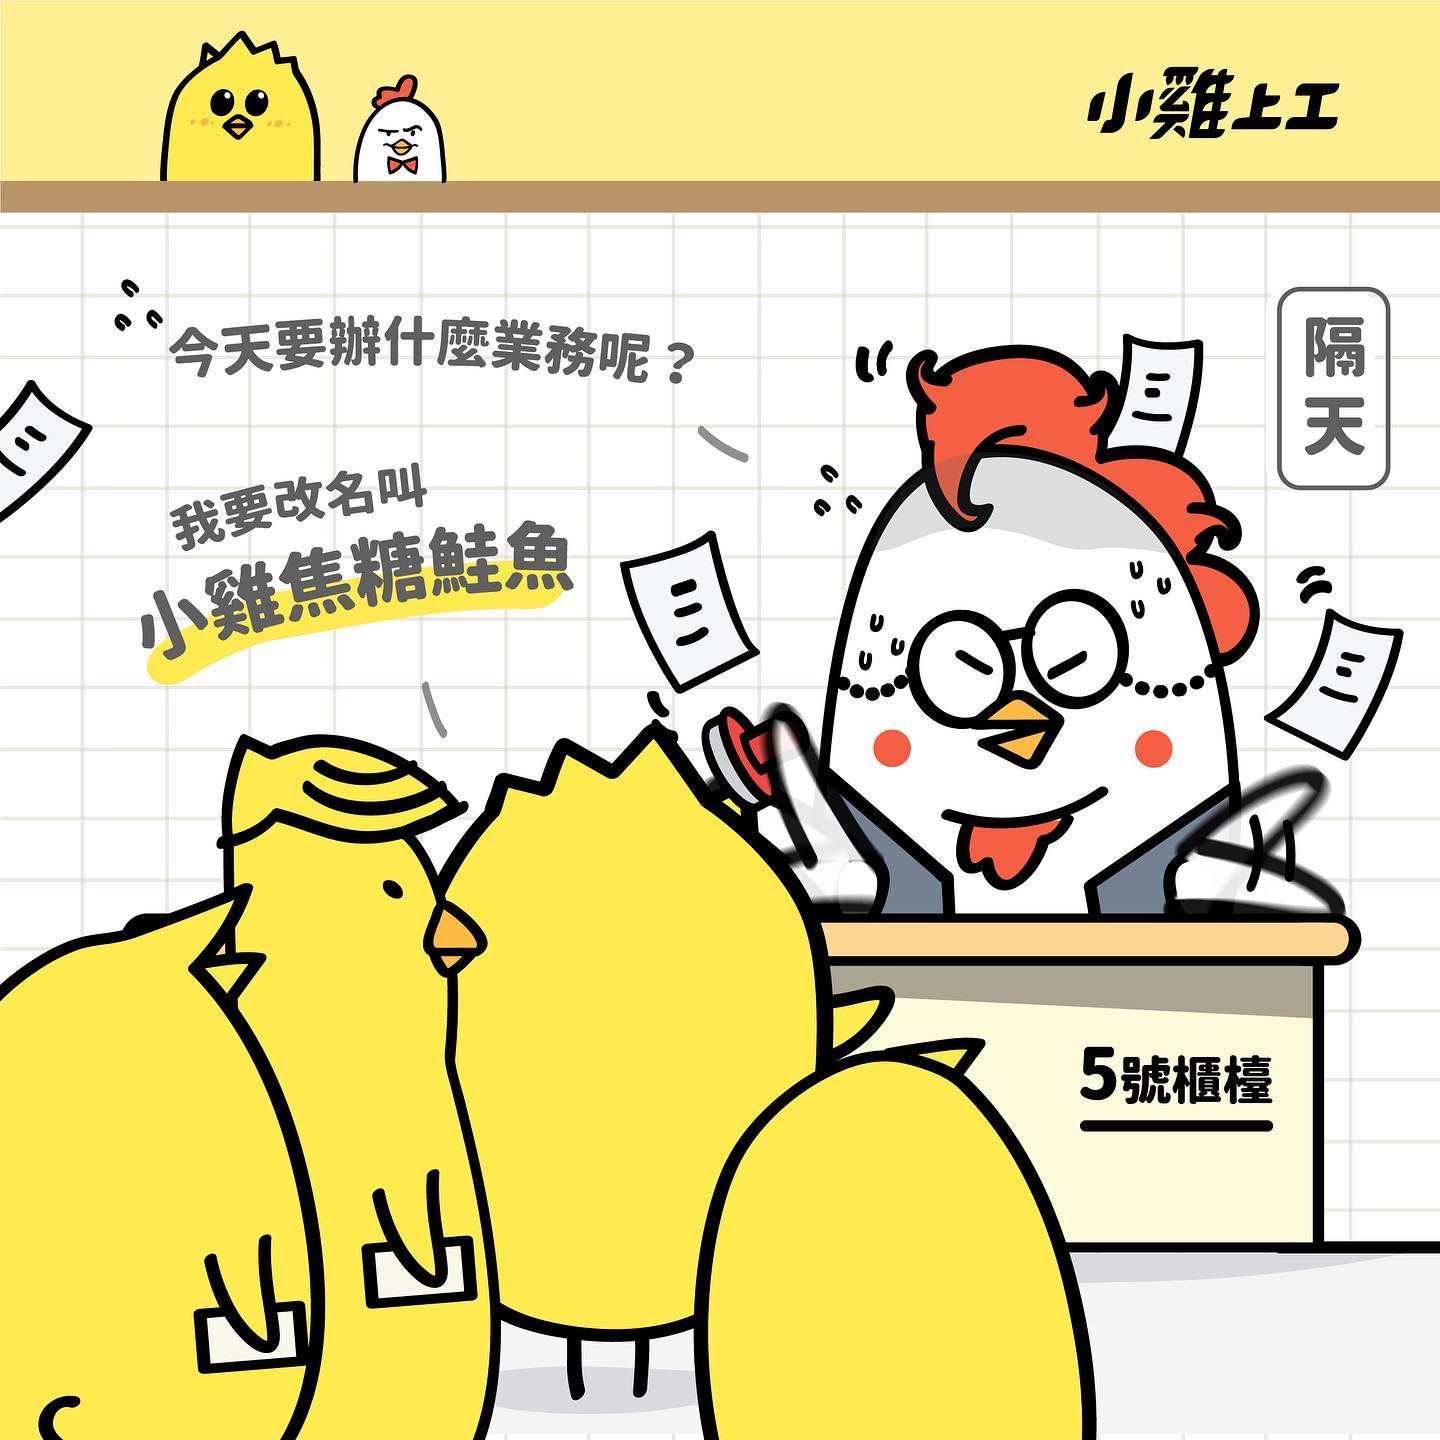 小雞上工
隔天
今天要辦什麼業務呢？
我要改名叫
小雞焦糖鮭魚
5號櫃檯